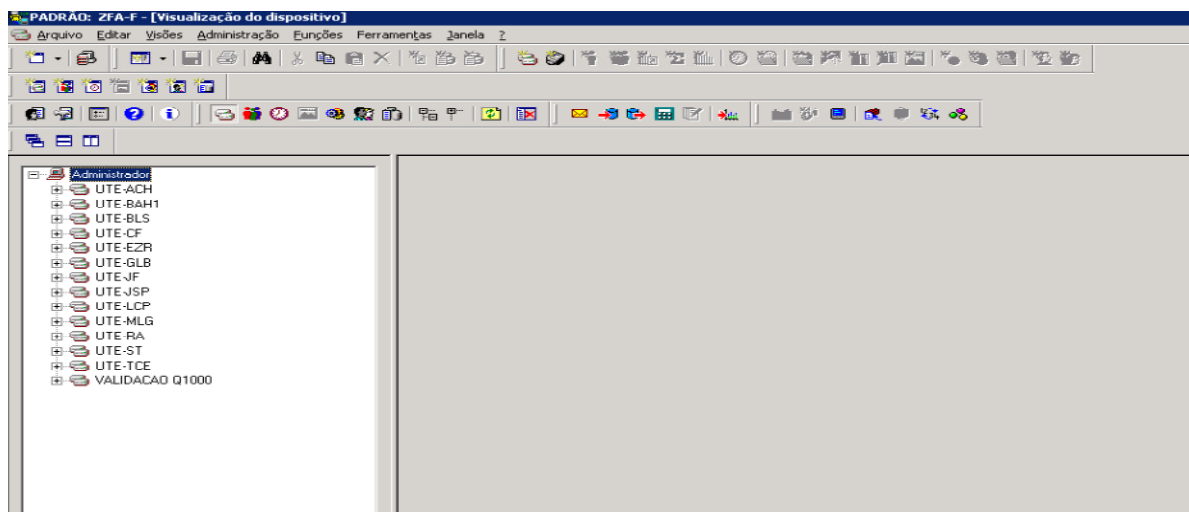 PADRÃO: ZFA-F - [Visualização do dispositivo]
Arquivo Editar Visões Administração Funções Ferramentas Janela ?
Administrador
UTE-ACH
UTE-BAH1
UTE-BLS
UTE-CF
UTE-EZR
UTE-GLB
UTE-JF
UTE-JSP
UTE-LCP
UTE-MLG
UTE-RA
UTE-ST
UTE-TCE
VALIDACAO Q1000